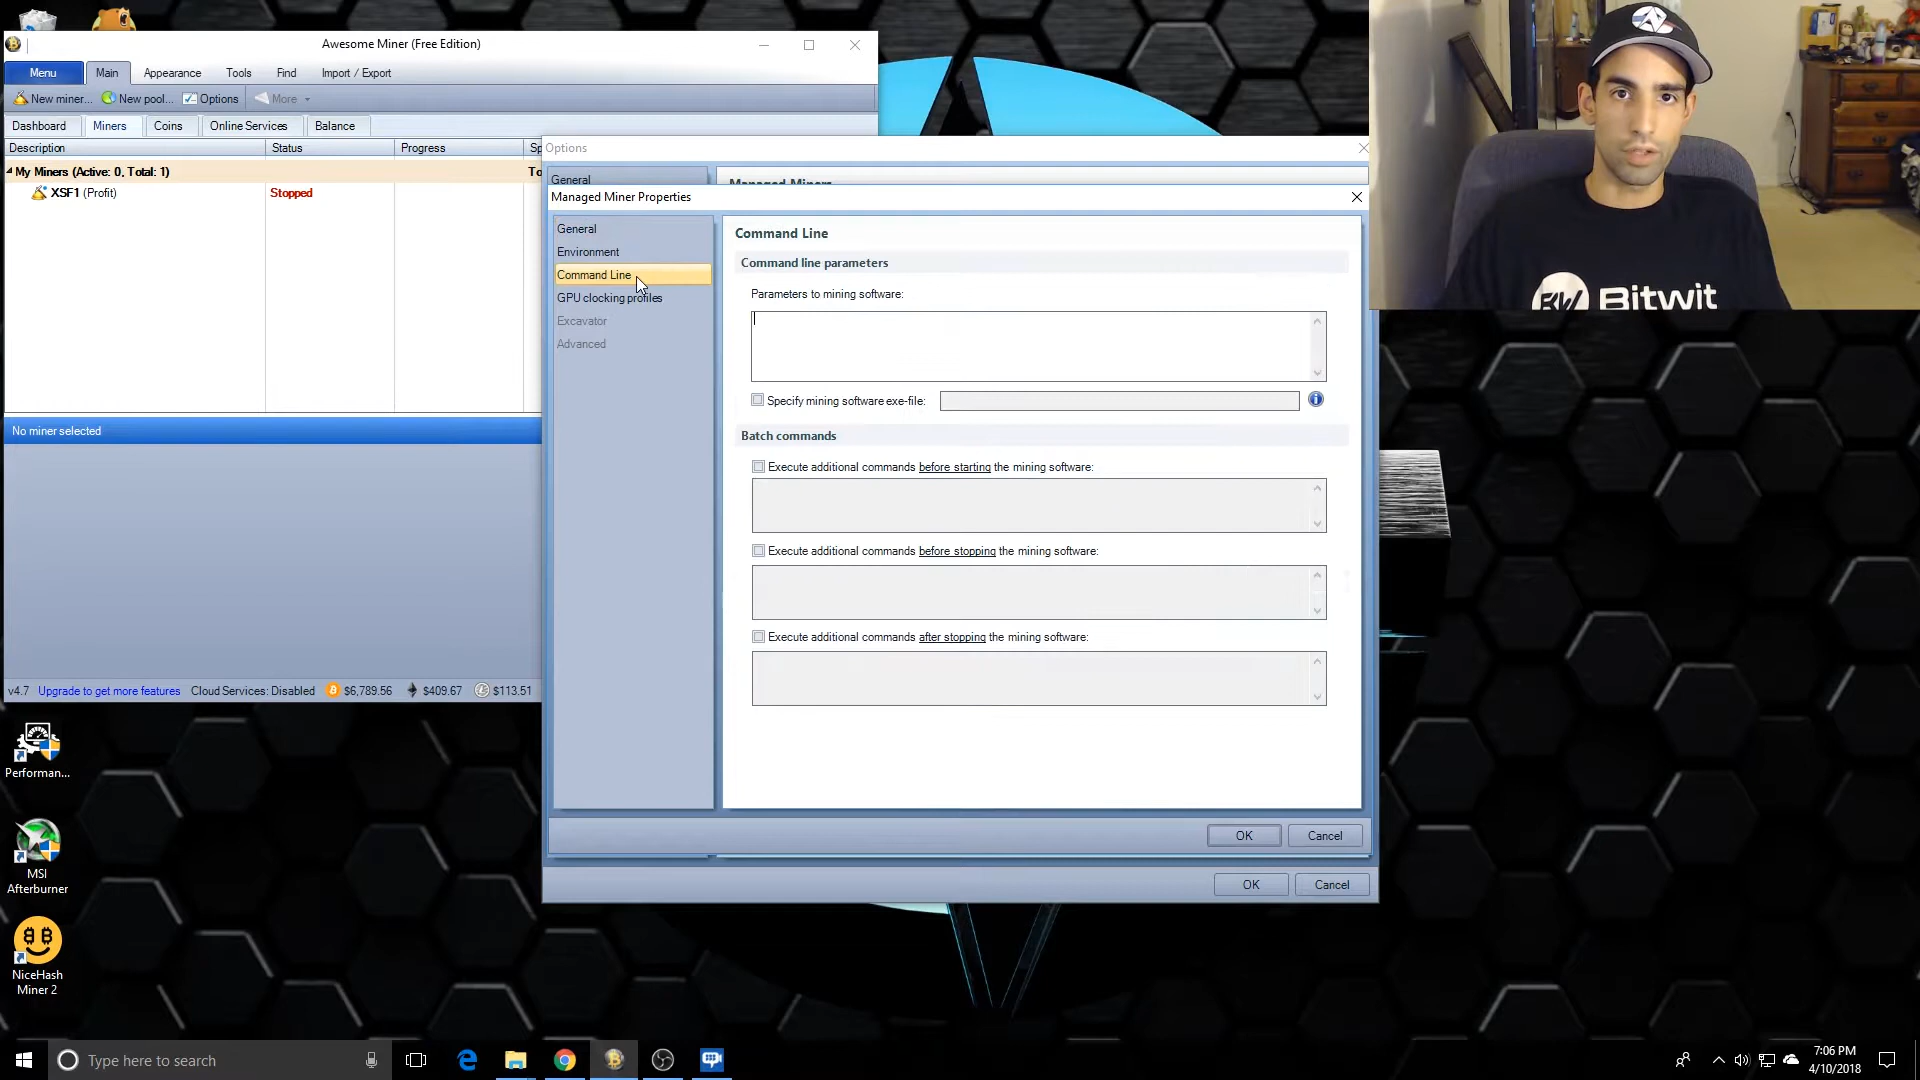 Awesome Miner (Free Edition)
Menu Main Appearance Tools Find Import / Export
New miner... New pool... Options More
Dashboard Miners Coins Online Services Balance
Description Status Progress Sp
My Miners (Active: 0, Total: 1) To
XSF1 (Profit) Stopped
No miner selected
v4.7 Upgrade to get more features Cloud Services: Disabled $6,789.56 $409.67 $113.51
Options
General
Managed Miners
Managed Miner Properties
General
Environment
Command Line
GPU clocking profiles
Excavator
Advanced
Command Line
Command line parameters
Parameters to mining software:
Specify mining software exe-file:
Batch commands
Execute additional commands before starting the mining software:
Execute additional commands before stopping the mining software:
Execute additional commands after stopping the mining software:
OK Cancel
OK Cancel
BW Bitwit
Performan...
MSI
Afterburner
NiceHash
Miner 2
Type here to search
7:06 PM
4/10/2018